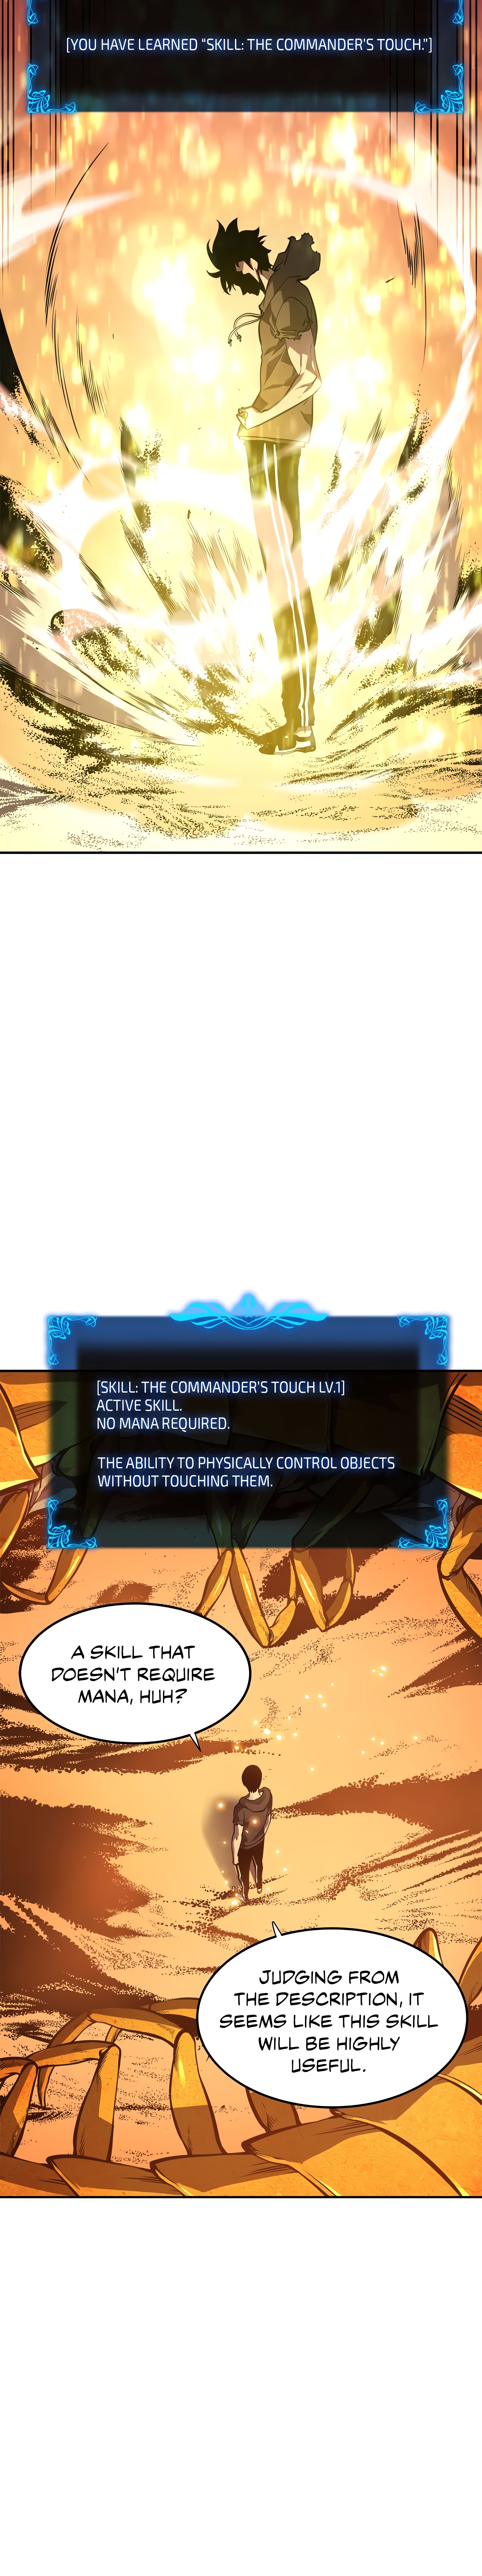 [YOU HAVE LEARNED “SKILL: THE COMMANDER'S TOUCH.”]
[SKILL: THE COMMANDER'S TOUCH LV.1]
ACTIVE SKILL.
NO MANA REQUIRED.
THE ABILITY TO PHYSICALLY CONTROL OBJECTS
WITHOUT TOUCHING THEM.
A SKILL THAT
DOESN'T REQUIRE
MANA, HUH?
JUDGING FROM
THE DESCRIPTION, IT
SEEMS LIKE THIS SKILL
WILL BE HIGHLY
USEFUL.